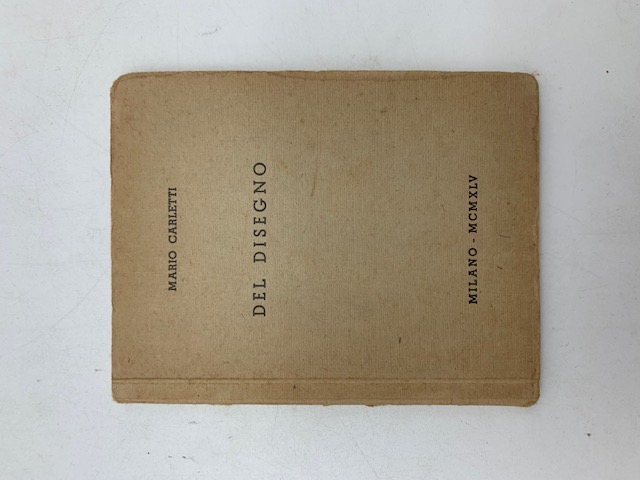 MARIO CARLETTI
DEL DISEGNO
MILANO - MCMXLV